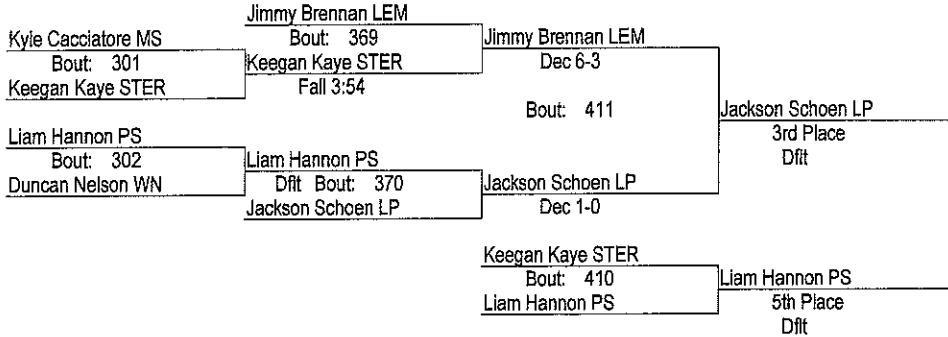 Jimmy Brennan LEM
Kyle Cacciatore MS
Bout: 369
Jimmy Brennan LEM
Bout: 301
Keegan Kaye STER
Dec 6-3
Keegan Kaye STER
Fall 3:54
Bout: 411
Jackson Schoen LP
Liam Hannon PS
3rd Place
Bout: 302
Liam Hannon PS
Dflt
Duncan Nelson WN
Dflt Bout: 370
Jackson Schoen LP
Jackson Schoen LP
Dec 1-0
Keegan Kaye STER
Bout: 410
Liam Hannon PS
Liam Hannon PS
5th Place
Dflt